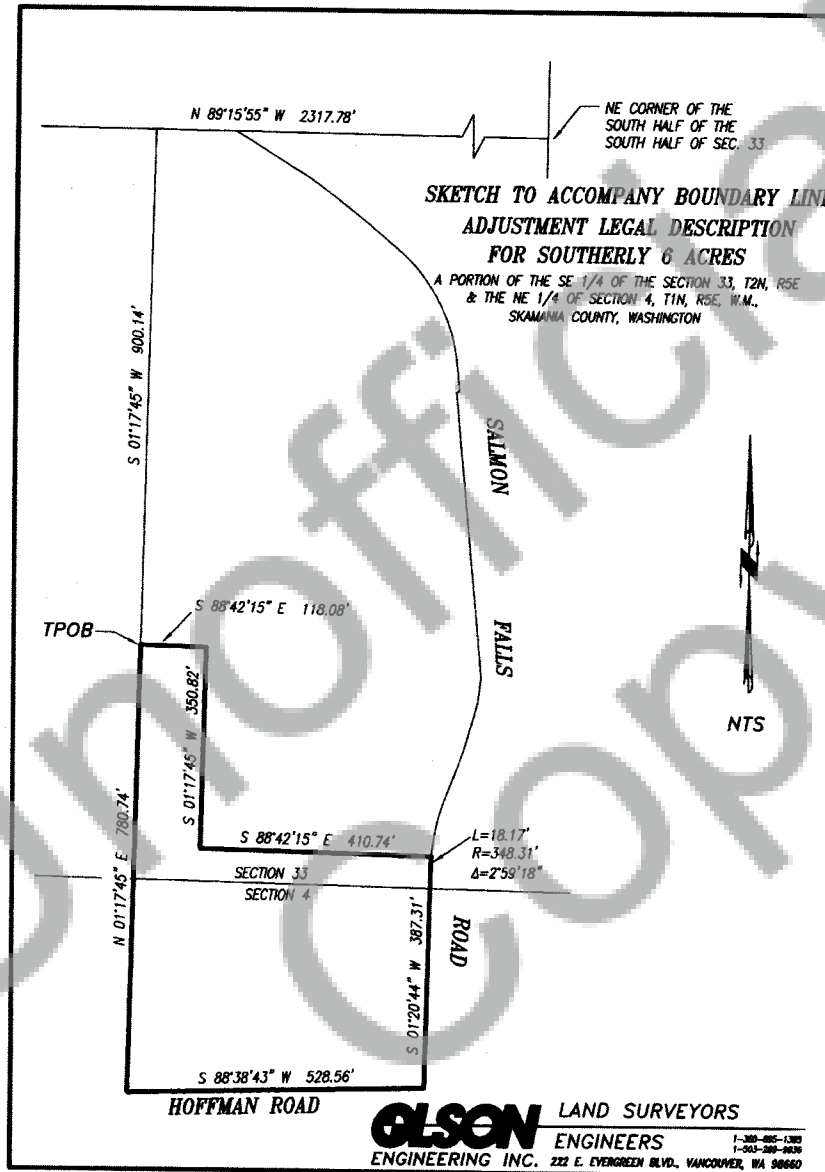 N 89°15'55" W 2317.78'
NE CORNER OF THE
SOUTH HALF OF THE
SOUTH HALF OF SEC. 33
SKETCH TO ACCOMPANY BOUNDARY LINE
ADJUSTMENT LEGAL DESCRIPTION
FOR SOUTHERLY 6 ACRES
A PORTION OF THE SE 1/4 OF THE SECTION 33, T2N, R5E
& THE NE 1/4 OF SECTION 4, T1N, R5E, W.M.,
SKAMANIA COUNTY, WASHINGTON
S 01°17'45" W 900.14'
SALMON
FALLS
ROAD
NTS
TPOB
S 88°42'15" E 118.08'
S 01°17'45" W 350.82'
N 01°17'45" E 780.74'
S 88°42'15" E 410.74'
L=18.17'
R=348.31'
Δ=2°59'18"
SECTION 33
SECTION 4
S 01°20'44" W 387.31'
S 88°38'43" W 528.56'
HOFFMAN ROAD
OLSON
ENGINEERING INC.
LAND SURVEYORS
ENGINEERS
222 E. EVERGREEN BLVD., VANCOUVER, WA 98660
Unofficial
Copy